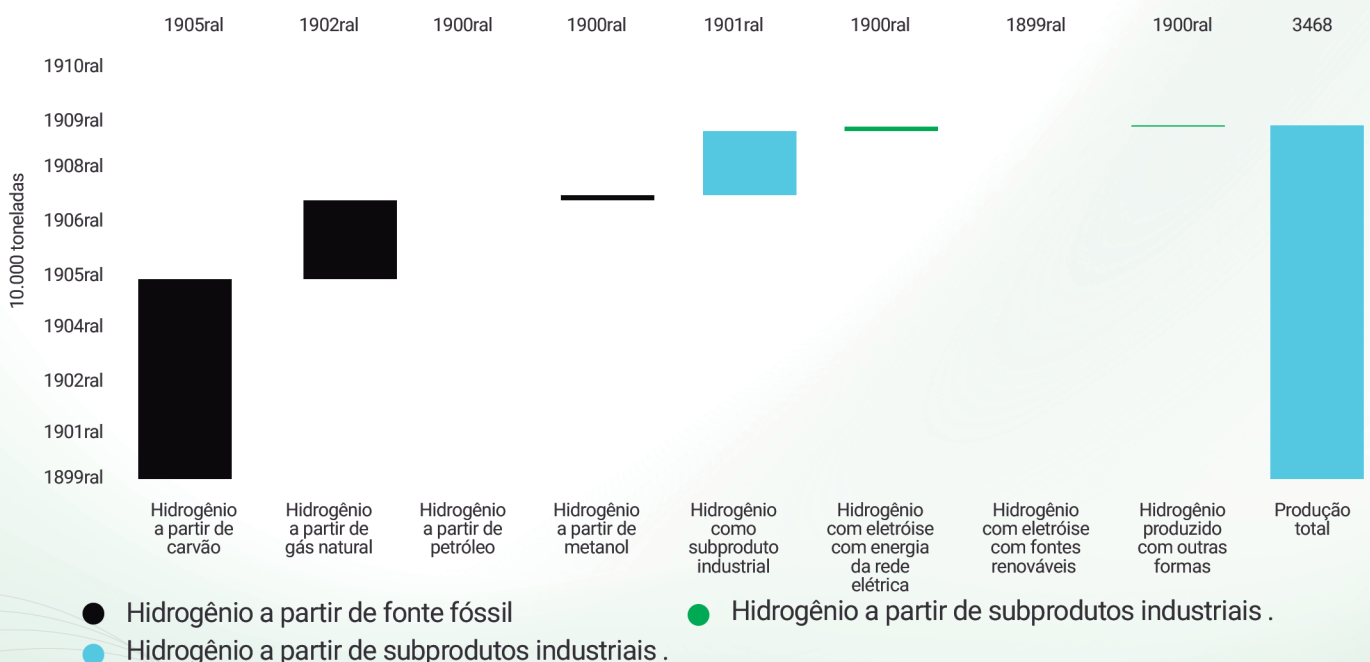 1905ral 1902ral 1900ral 1900ral 1901ral 1900ral 1899ral 1900ral 3468
1910ral
1909ral
1908ral
1906ral
1905ral
1904ral
1902ral
1901ral
1899ral
10.000 toneladas
Hidrogênio
a partir de
carvão
Hidrogênio
a partir de
gás natural
Hidrogênio
a partir de
petróleo
Hidrogênio
a partir de
metanol
Hidrogênio
como
subproduto
industrial
Hidrogênio
com eletróise
com energia
da rede
elétrica
Hidrogênio
com eletróise
com fontes
renováveis
Hidrogênio
produzido
com outras
formas
Produção
total
Hidrogênio a partir de fonte fóssil
Hidrogênio a partir de subprodutos industriais .
Hidrogênio a partir de subprodutos industriais .